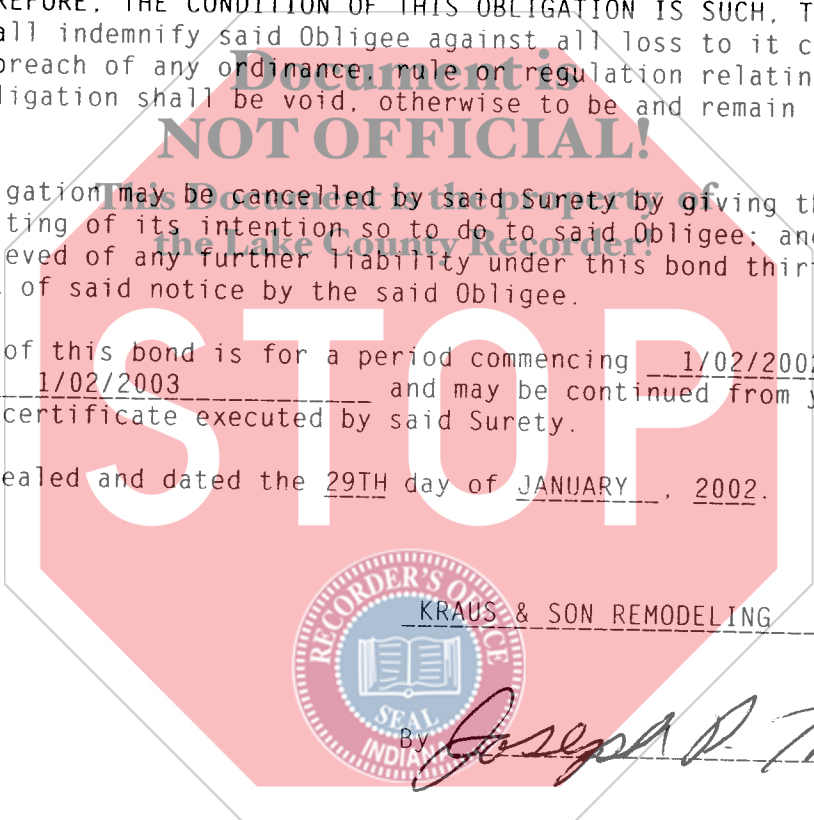 REFORE, THE CONDITION OF THIS OBLIGATION IS SUCH, T
all indemnify said Obligee against all loss to it c
breach of any ordinance, rule or regulation relatin
ligation shall be void, otherwise to be and remain
Document is
NOT OFFICIAL!
This Document is the property of
the Lake County Recorder!
gation may be cancelled by said Surety by giving th
ting of its intention so to do to said Obligee; and
eved of any further liability under this bond thir
of said notice by the said Obligee.
STOP
of this bond is for a period commencing 1/02/2002
1/02/2003 and may be continued from y
certificate executed by said Surety.
ealed and dated the 29TH day of JANUARY, 2002.
RECORDER'S OFFICE
SEAL
INDIANA
KRAUS & SON REMODELING
By Joseph P.